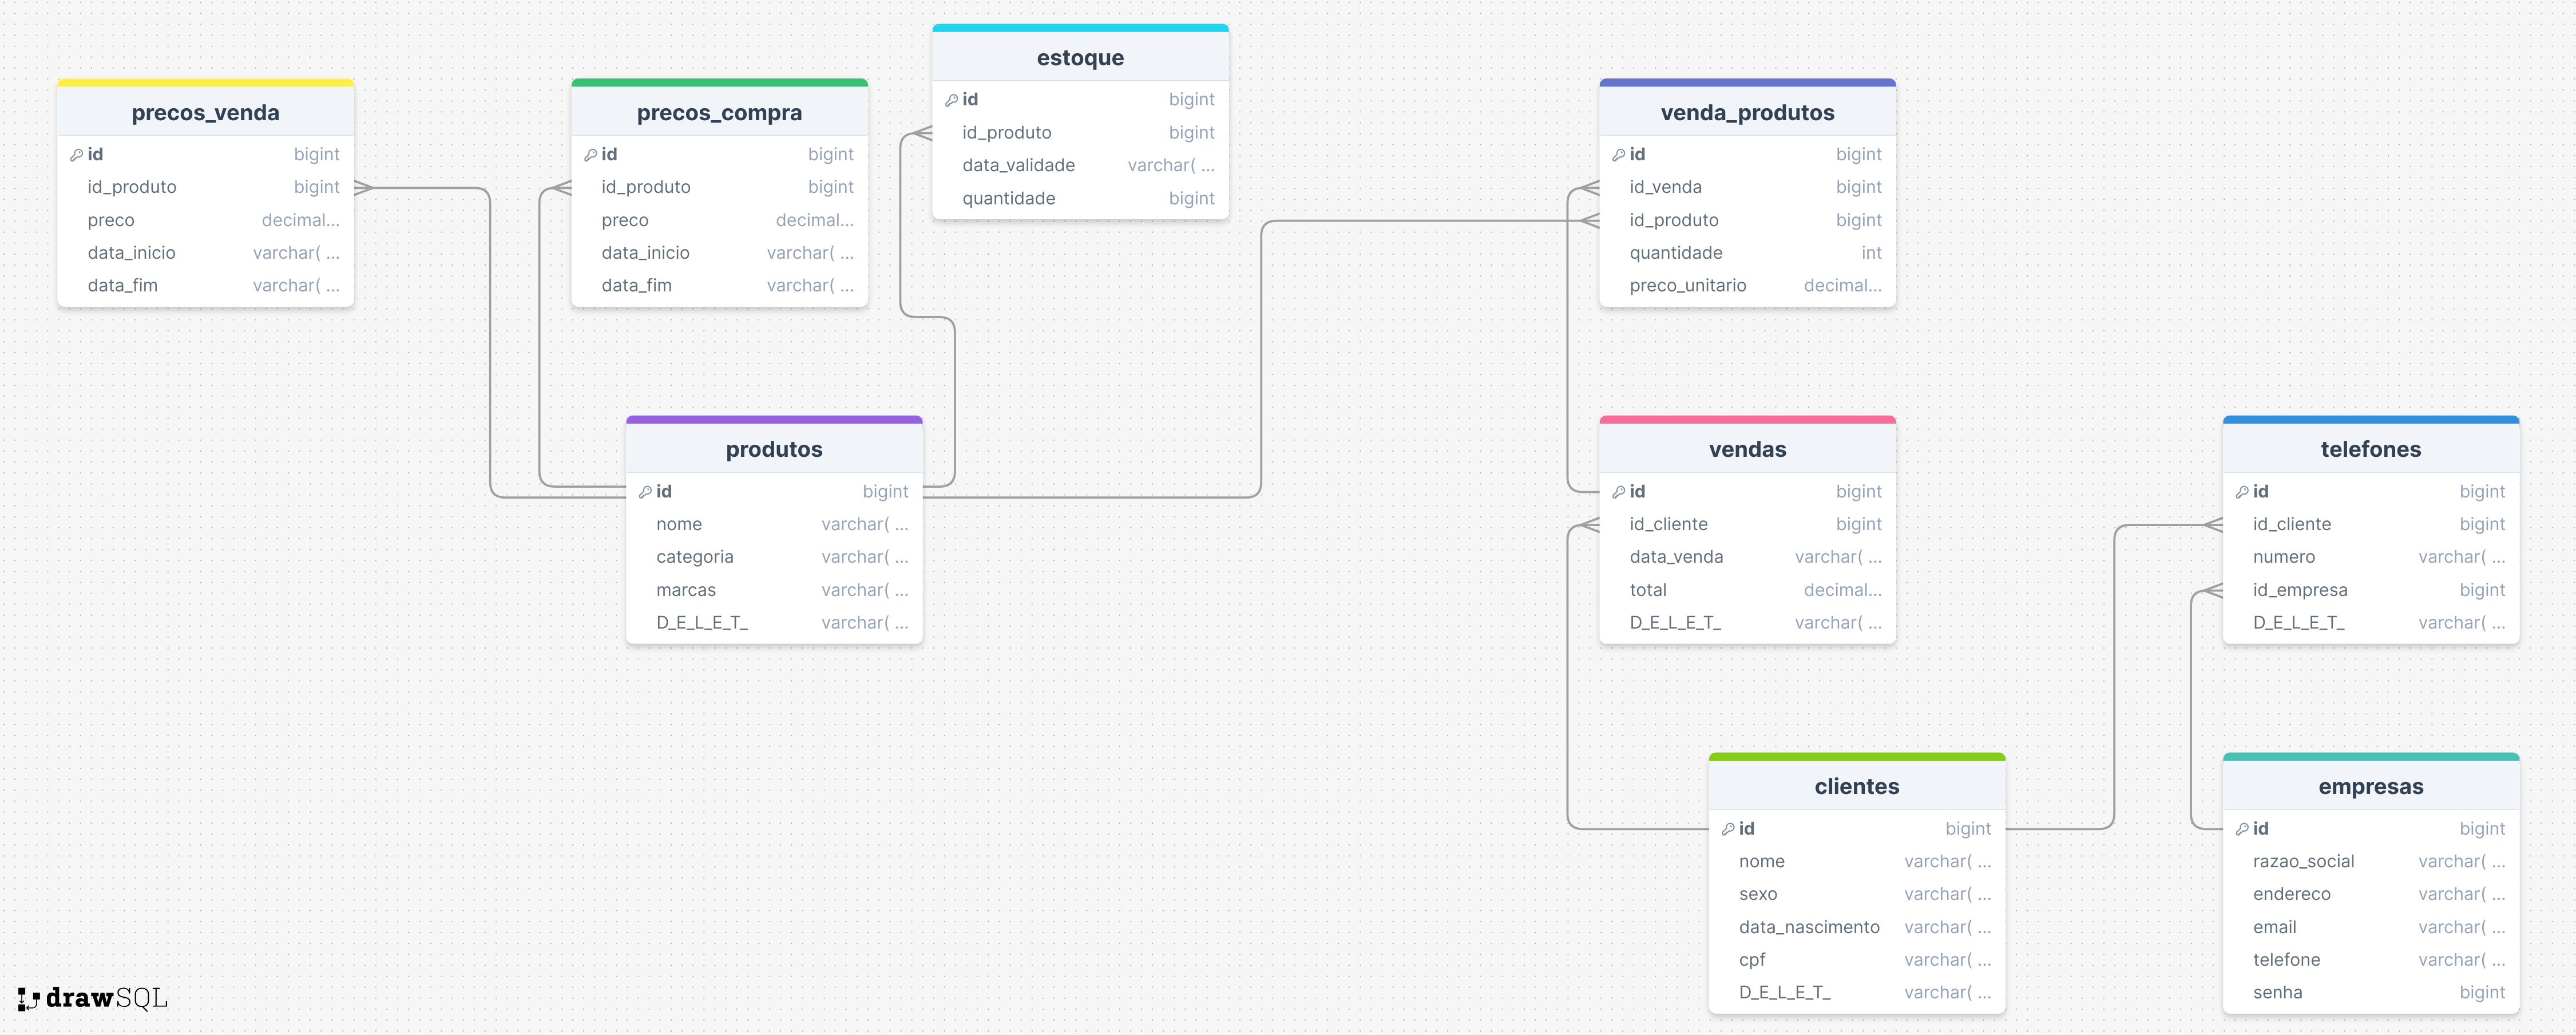 estoque
id bigint
id_produto bigint
data_validade varchar( ...
quantidade bigint
precos_venda
id bigint
id_produto bigint
preco decimal...
data_inicio varchar( ...
data_fim varchar( ...
precos_compra
id bigint
id_produto bigint
preco decimal...
data_inicio varchar( ...
data_fim varchar( ...
venda_produtos
id bigint
id_venda bigint
id_produto bigint
quantidade int
preco_unitario decimal...
produtos
id bigint
nome varchar( ...
categoria varchar( ...
marcas varchar( ...
D_E_L_E_T_ varchar( ...
vendas
id bigint
id_cliente bigint
data_venda varchar( ...
total decimal...
D_E_L_E_T_ varchar( ...
telefones
id bigint
id_cliente bigint
numero varchar( ...
id_empresa bigint
D_E_L_E_T_ varchar( ...
clientes
id bigint
nome varchar( ...
sexo varchar( ...
data_nascimento varchar( ...
cpf varchar( ...
D_E_L_E_T_ varchar( ...
empresas
id bigint
razao_social varchar( ...
endereco varchar( ...
email varchar( ...
telefone varchar( ...
senha bigint
drawSQL